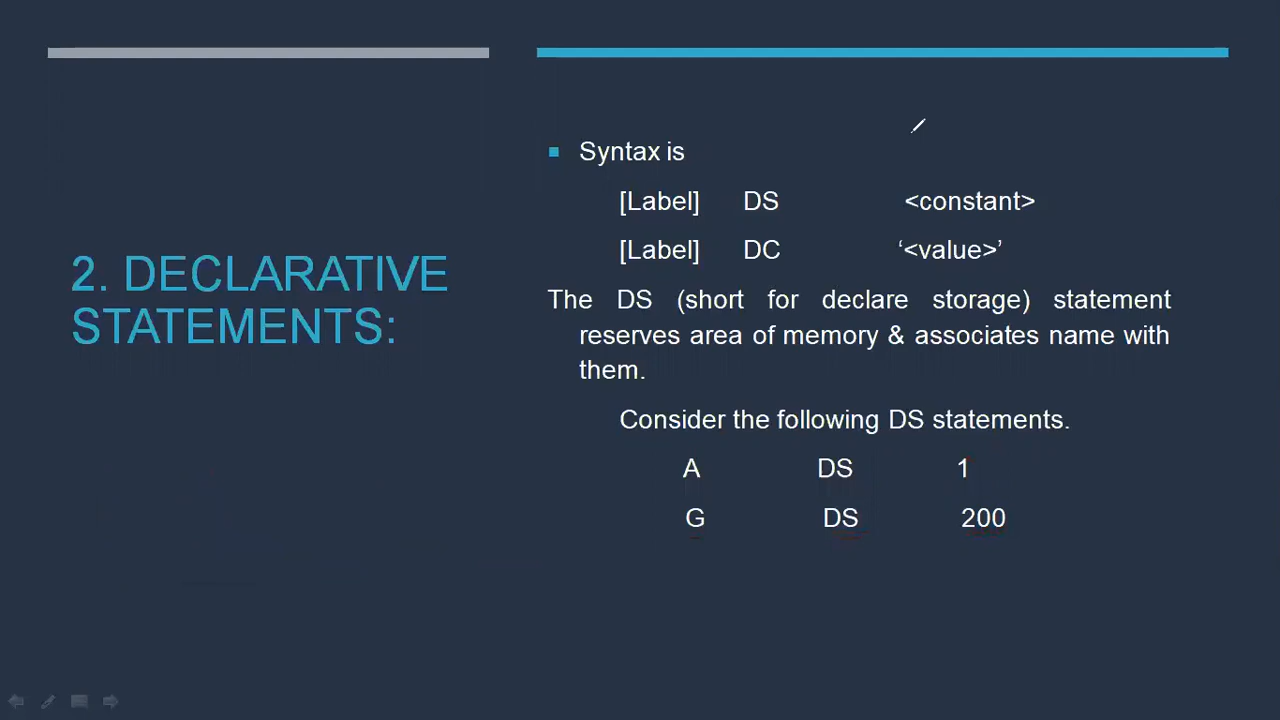 2. DECLARATIVE
STATEMENTS:
Syntax is
[Label] DS <constant>
[Label] DC ‘<value>’
The DS (short for declare storage) statement
reserves area of memory & associates name with
them.
Consider the following DS statements.
A DS 1
G DS 200